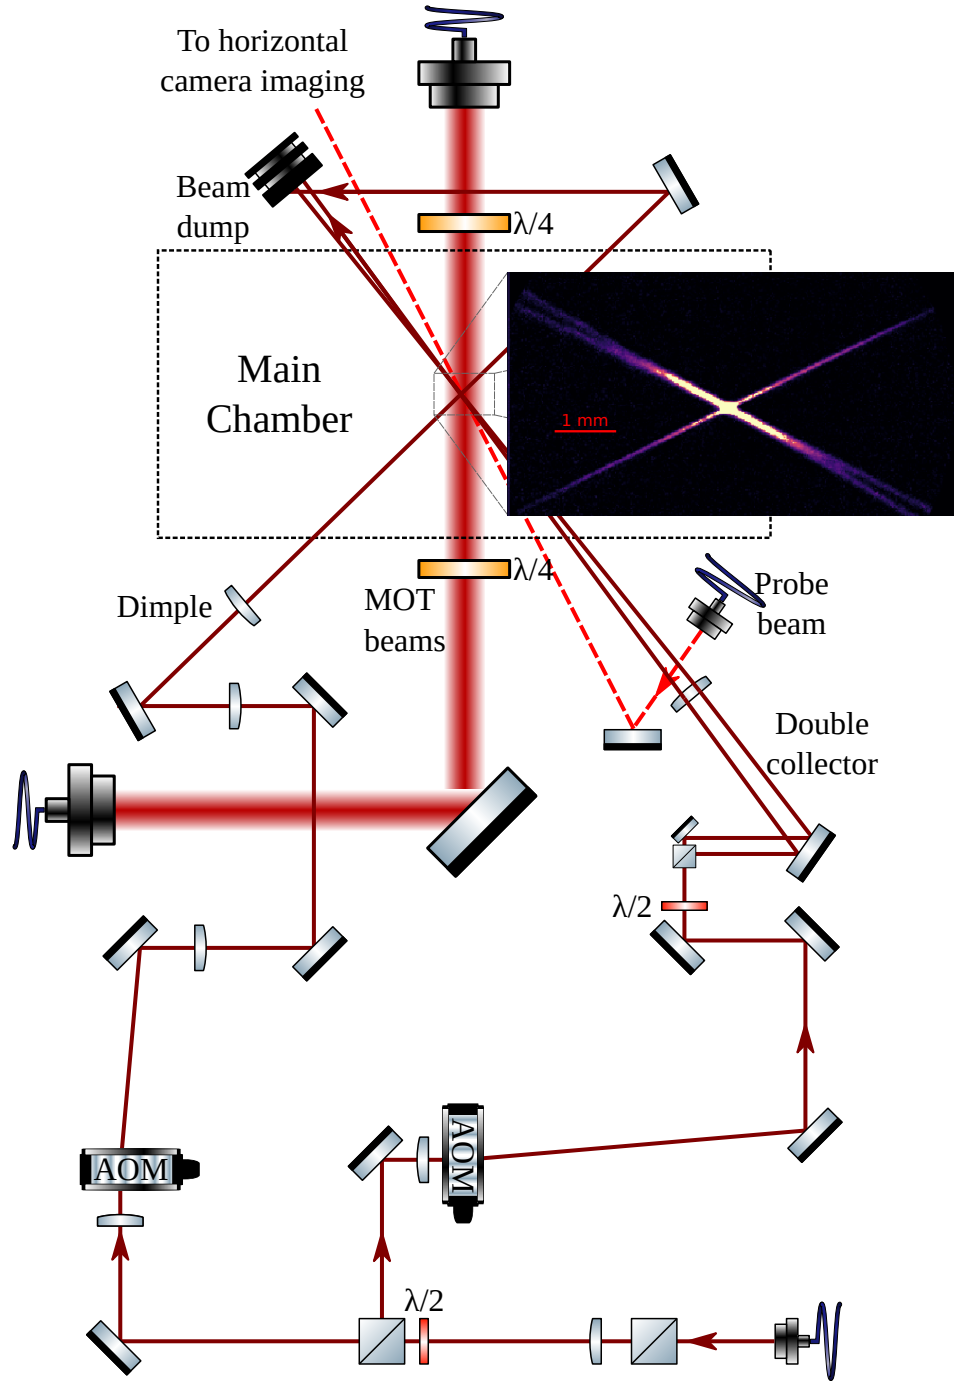 To horizontal
camera imaging
Beam
dump
λ/4
Main
Chamber
1 mm
λ/4
Dimple
MOT
beams
Probe
beam
Double
collector
λ/2
AOM
AOM
λ/2